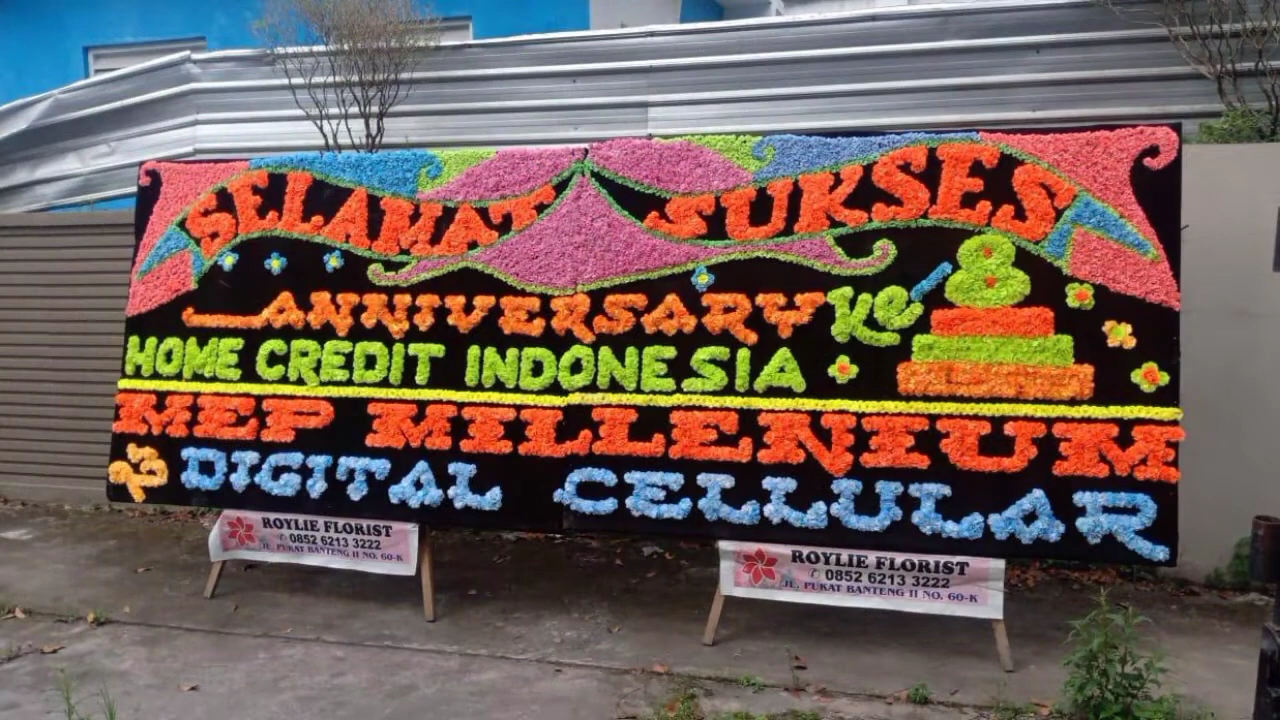 SELAMAT SUKSES
ANNIVERSARY ke 8
HOME CREDIT INDONESIA
MEP MILLENIUM
& DIGITAL CELLULAR
ROYLIE FLORIST
0852 6213 3222
JL. PUKAT BANTENG II NO. 60-K
ROYLIE FLORIST
0852 6213 3222
JL. PUKAT BANTENG II NO. 60-K